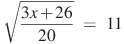 √((3x+26)/20) = 11